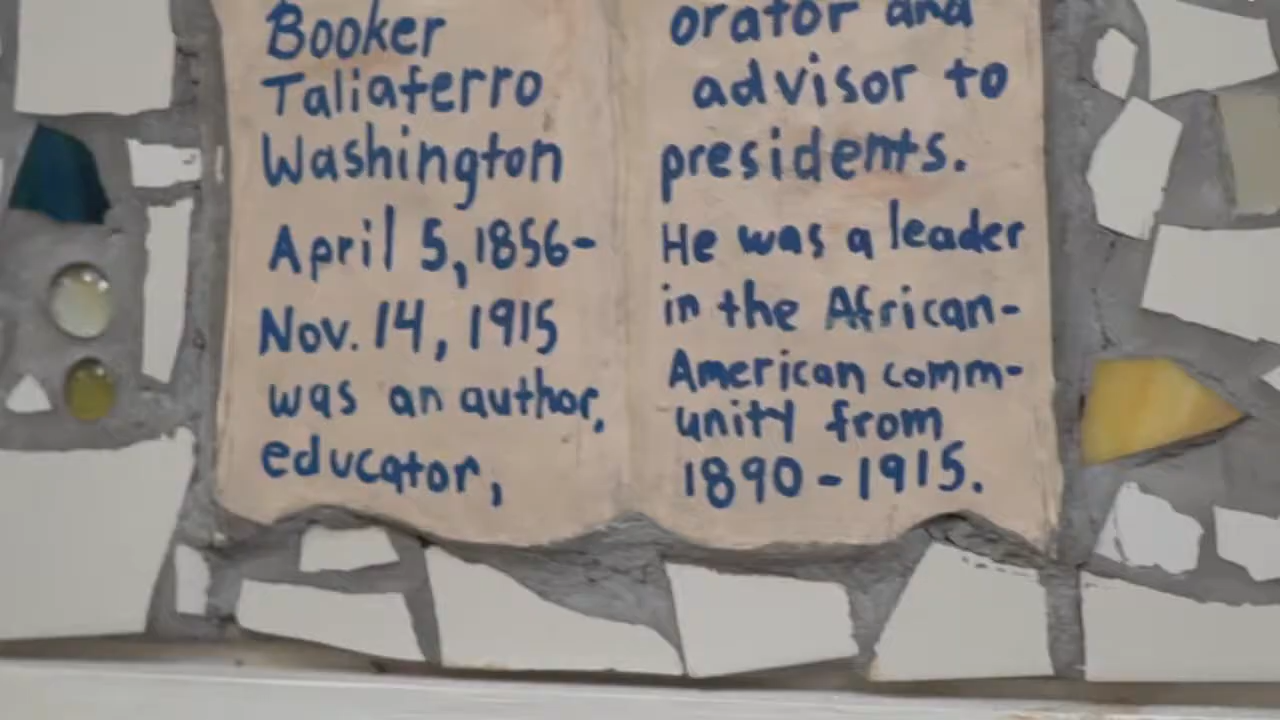 Booker
Taliaferro
Washington
April 5, 1856-
Nov. 14, 1915
was an author,
educator,
orator and
advisor to
presidents.
He was a leader
in the African-
American comm-
unity from
1890-1915.